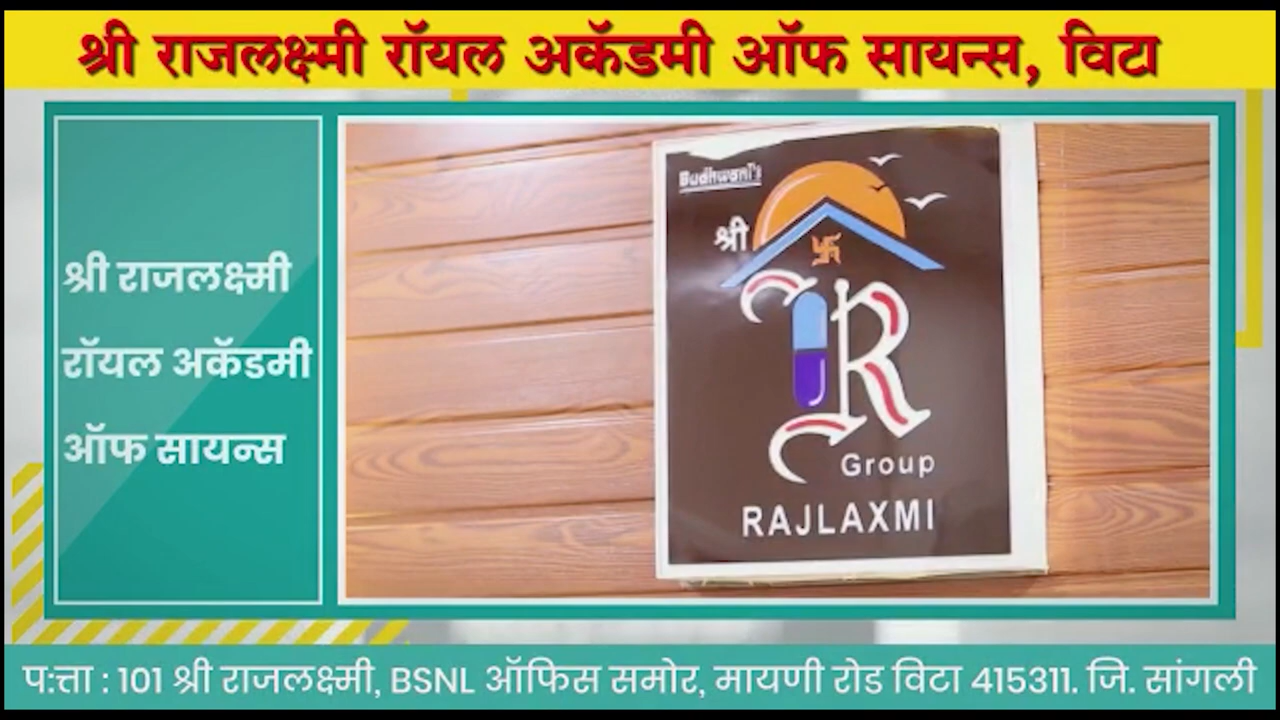 श्री राजलक्ष्मी रॉयल अकॅडमी ऑफ सायन्स, विटा
श्री राजलक्ष्मी
रॉयल अकॅडमी
ऑफ सायन्स
Budhwani's
श्री
R
Group
RAJLAXMI
प:त्ता : 101 श्री राजलक्ष्मी, BSNL ऑफिस समोर, मायणी रोड विटा 415311. जि. सांगली